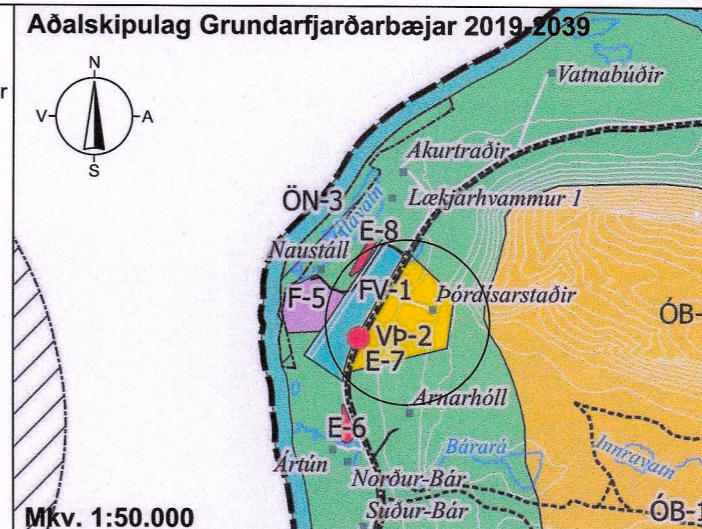 Aðalskipulag Grundarfjarðarbæjar 2019-2039
r
N
V
A
S
Vatnabúðir
Akurtraðir
ÖN-3
Lækjarhvammur 1
E-8
Naustáll
F-5
FV-1
Þórdísarstaðir
ÓB-
VÞ-2
E-7
Arnarhóll
E-6
Bárará
Innravatn
Ártún
Norður-Bár
Suður-Bár
ÓB-1
Mkv. 1:50.000